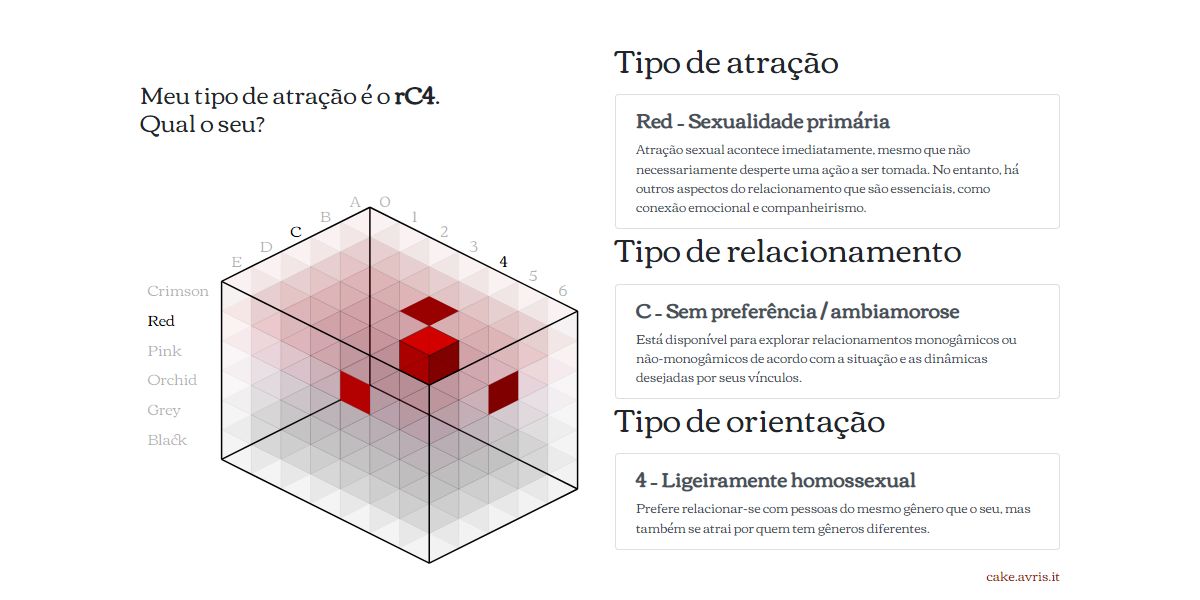 Meu tipo de atração é o rC4.
Qual o seu?
A
B
C
D
E
0
1
2
3
4
5
6
Crimson
Red
Pink
Orchid
Grey
Black
Tipo de atração
Red - Sexualidade primária
Atração sexual acontece imediatamente, mesmo que não
necessariamente desperte uma ação a ser tomada. No entanto, há
outros aspectos do relacionamento que são essenciais, como
conexão emocional e companheirismo.
Tipo de relacionamento
C - Sem preferência / ambiamorose
Está disponível para explorar relacionamentos monogâmicos ou
não-monogâmicos de acordo com a situação e as dinâmicas
desejadas por seus vínculos.
Tipo de orientação
4 - Ligeiramente homossexual
Prefere relacionar-se com pessoas do mesmo gênero que o seu, mas
também se atrai por quem tem gêneros diferentes.
cake.avris.it